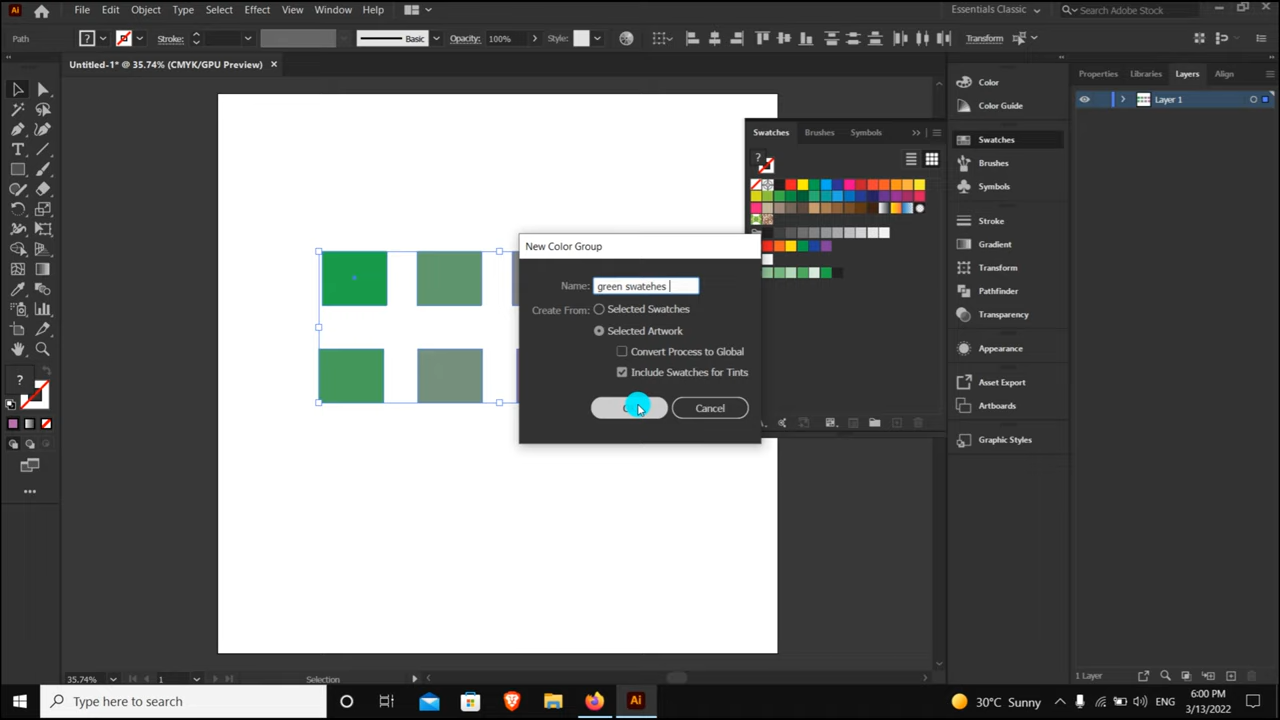 Ai File Edit Object Type Select Effect View Window Help Essentials Classic Search Adobe Stock
Path ? Stroke: Basic Opacity: 100% Style: Transform
Untitled-1* @ 35.74% (CMYK/GPU Preview) ×
Properties Libraries Layers Align
Color
Layer 1
Color Guide
Swatches Brushes Symbols
Swatches
?
Brushes
Symbols
Stroke
Gradient
Transform
Pathfinder
Transparency
Appearance
Asset Export
Artboards
Graphic Styles
New Color Group
Name: green swatehes
Create From: Selected Swatches
Selected Artwork
Convert Process to Global
Include Swatches for Tints
Cancel
?
35.74% 1 Selection
1 Layer
Type here to search
Ai
30°C Sunny ENG 6:00 PM
3/13/2022